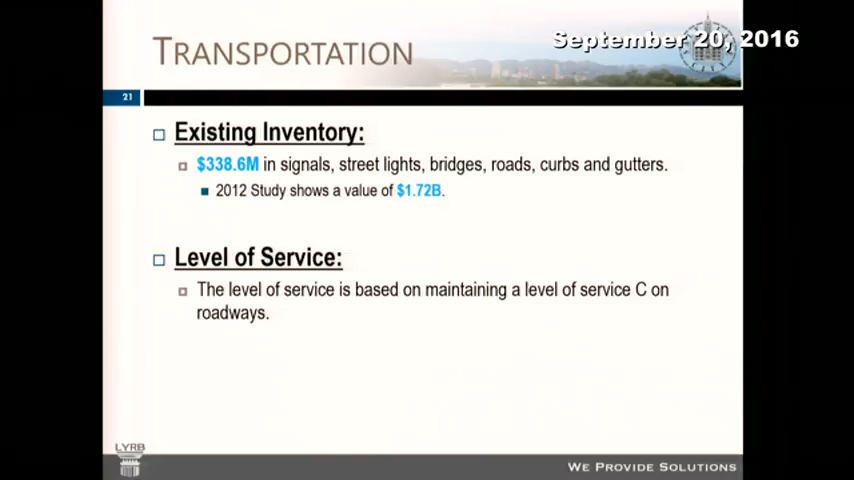 September 20, 2016
TRANSPORTATION
21
Existing Inventory:
$338.6M in signals, street lights, bridges, roads, curbs and gutters.
2012 Study shows a value of $1.72B.
Level of Service:
The level of service is based on maintaining a level of service C on
roadways.
LYRB
WE PROVIDE SOLUTIONS